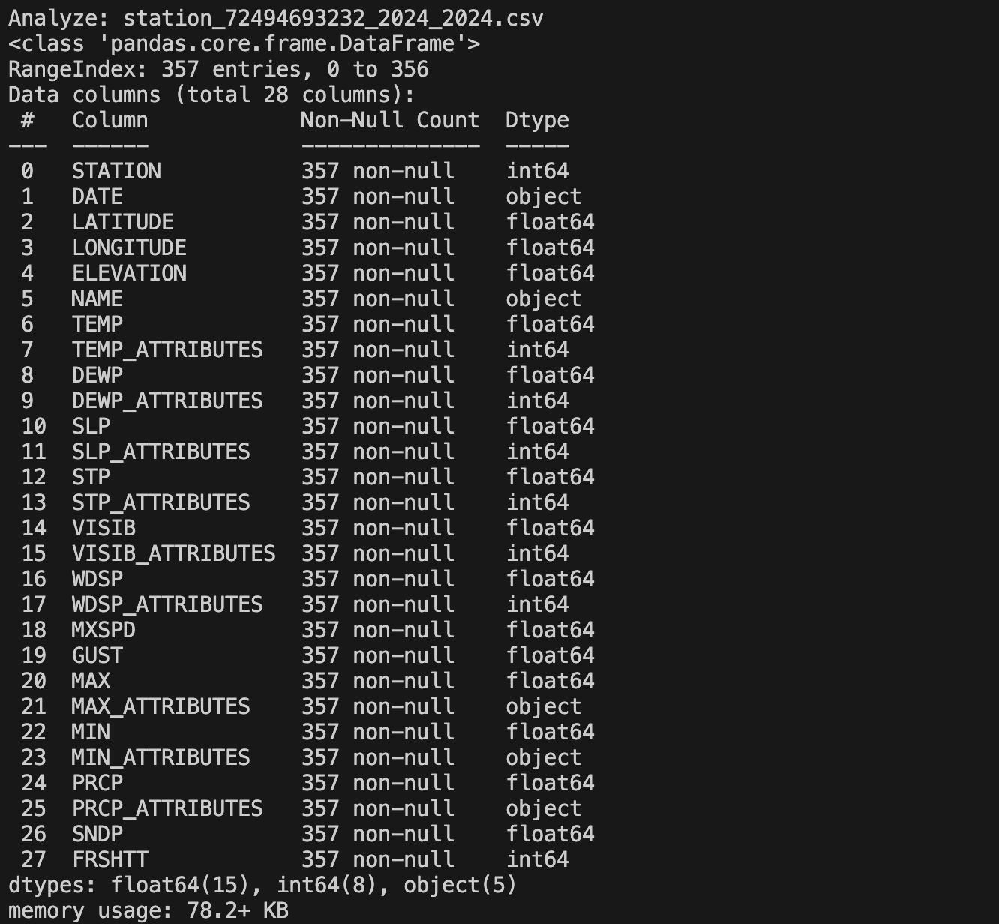 Analyze: station_72494693232_2024_2024.csv
<class 'pandas.core.frame.DataFrame'>
RangeIndex: 357 entries, 0 to 356
Data columns (total 28 columns):
 #   Column            Non-Null Count  Dtype
---  ------            --------------  -----
 0   STATION           357 non-null    int64
 1   DATE              357 non-null    object
 2   LATITUDE          357 non-null    float64
 3   LONGITUDE         357 non-null    float64
 4   ELEVATION         357 non-null    float64
 5   NAME              357 non-null    object
 6   TEMP              357 non-null    float64
 7   TEMP_ATTRIBUTES   357 non-null    int64
 8   DEWP              357 non-null    float64
 9   DEWP_ATTRIBUTES   357 non-null    int64
 10  SLP               357 non-null    float64
 11  SLP_ATTRIBUTES    357 non-null    int64
 12  STP               357 non-null    float64
 13  STP_ATTRIBUTES    357 non-null    int64
 14  VISIB             357 non-null    float64
 15  VISIB_ATTRIBUTES  357 non-null    int64
 16  WDSP              357 non-null    float64
 17  WDSP_ATTRIBUTES   357 non-null    int64
 18  MXSPD             357 non-null    float64
 19  GUST              357 non-null    float64
 20  MAX               357 non-null    float64
 21  MAX_ATTRIBUTES    357 non-null    object
 22  MIN               357 non-null    float64
 23  MIN_ATTRIBUTES    357 non-null    object
 24  PRCP              357 non-null    float64
 25  PRCP_ATTRIBUTES   357 non-null    object
 26  SNDP              357 non-null    float64
 27  FRSHTT            357 non-null    int64
dtypes: float64(15), int64(8), object(5)
memory usage: 78.2+ KB